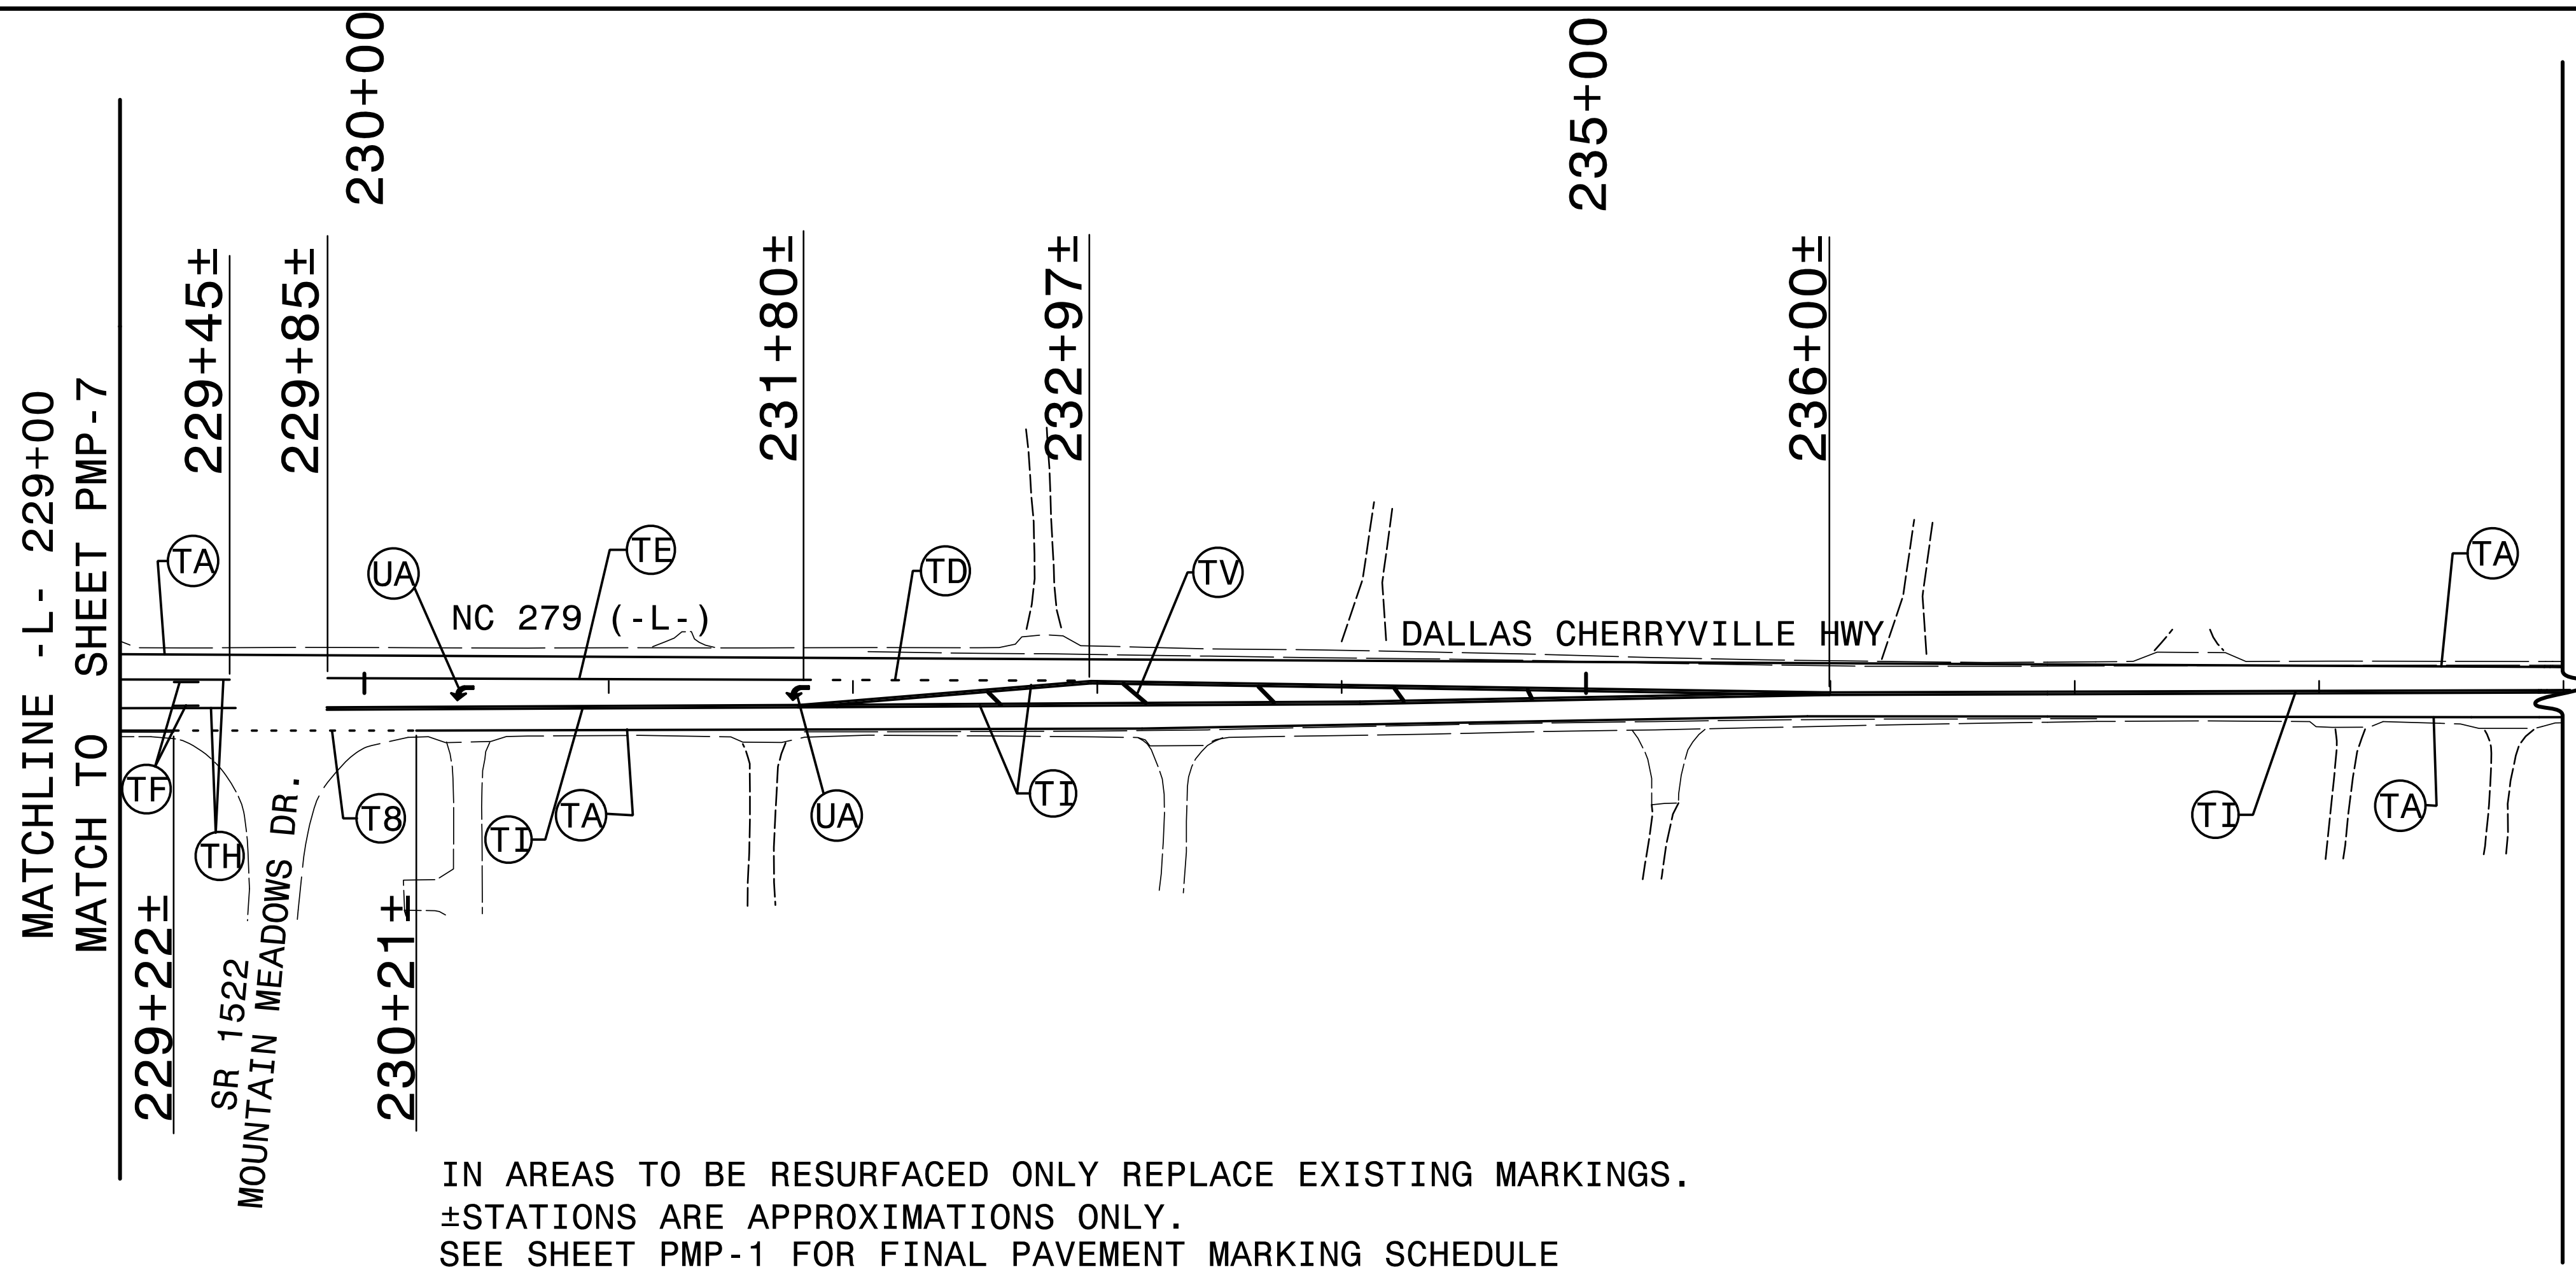 230+00
235+00
229+45±
229+85±
231+80±
232+97±
236+00±
MATCHLINE -L- 229+00
MATCH TO SHEET PMP-7
TA
UA
TE
TD
TV
TA
NC 279 (-L-)
DALLAS CHERRYVILLE HWY
TF
TH
T8
TI
TA
UA
TI
TI
TA
229+22±
SR 1522
MOUNTAIN MEADOWS DR.
230+21±
IN AREAS TO BE RESURFACED ONLY REPLACE EXISTING MARKINGS.
±STATIONS ARE APPROXIMATIONS ONLY.
SEE SHEET PMP-1 FOR FINAL PAVEMENT MARKING SCHEDULE